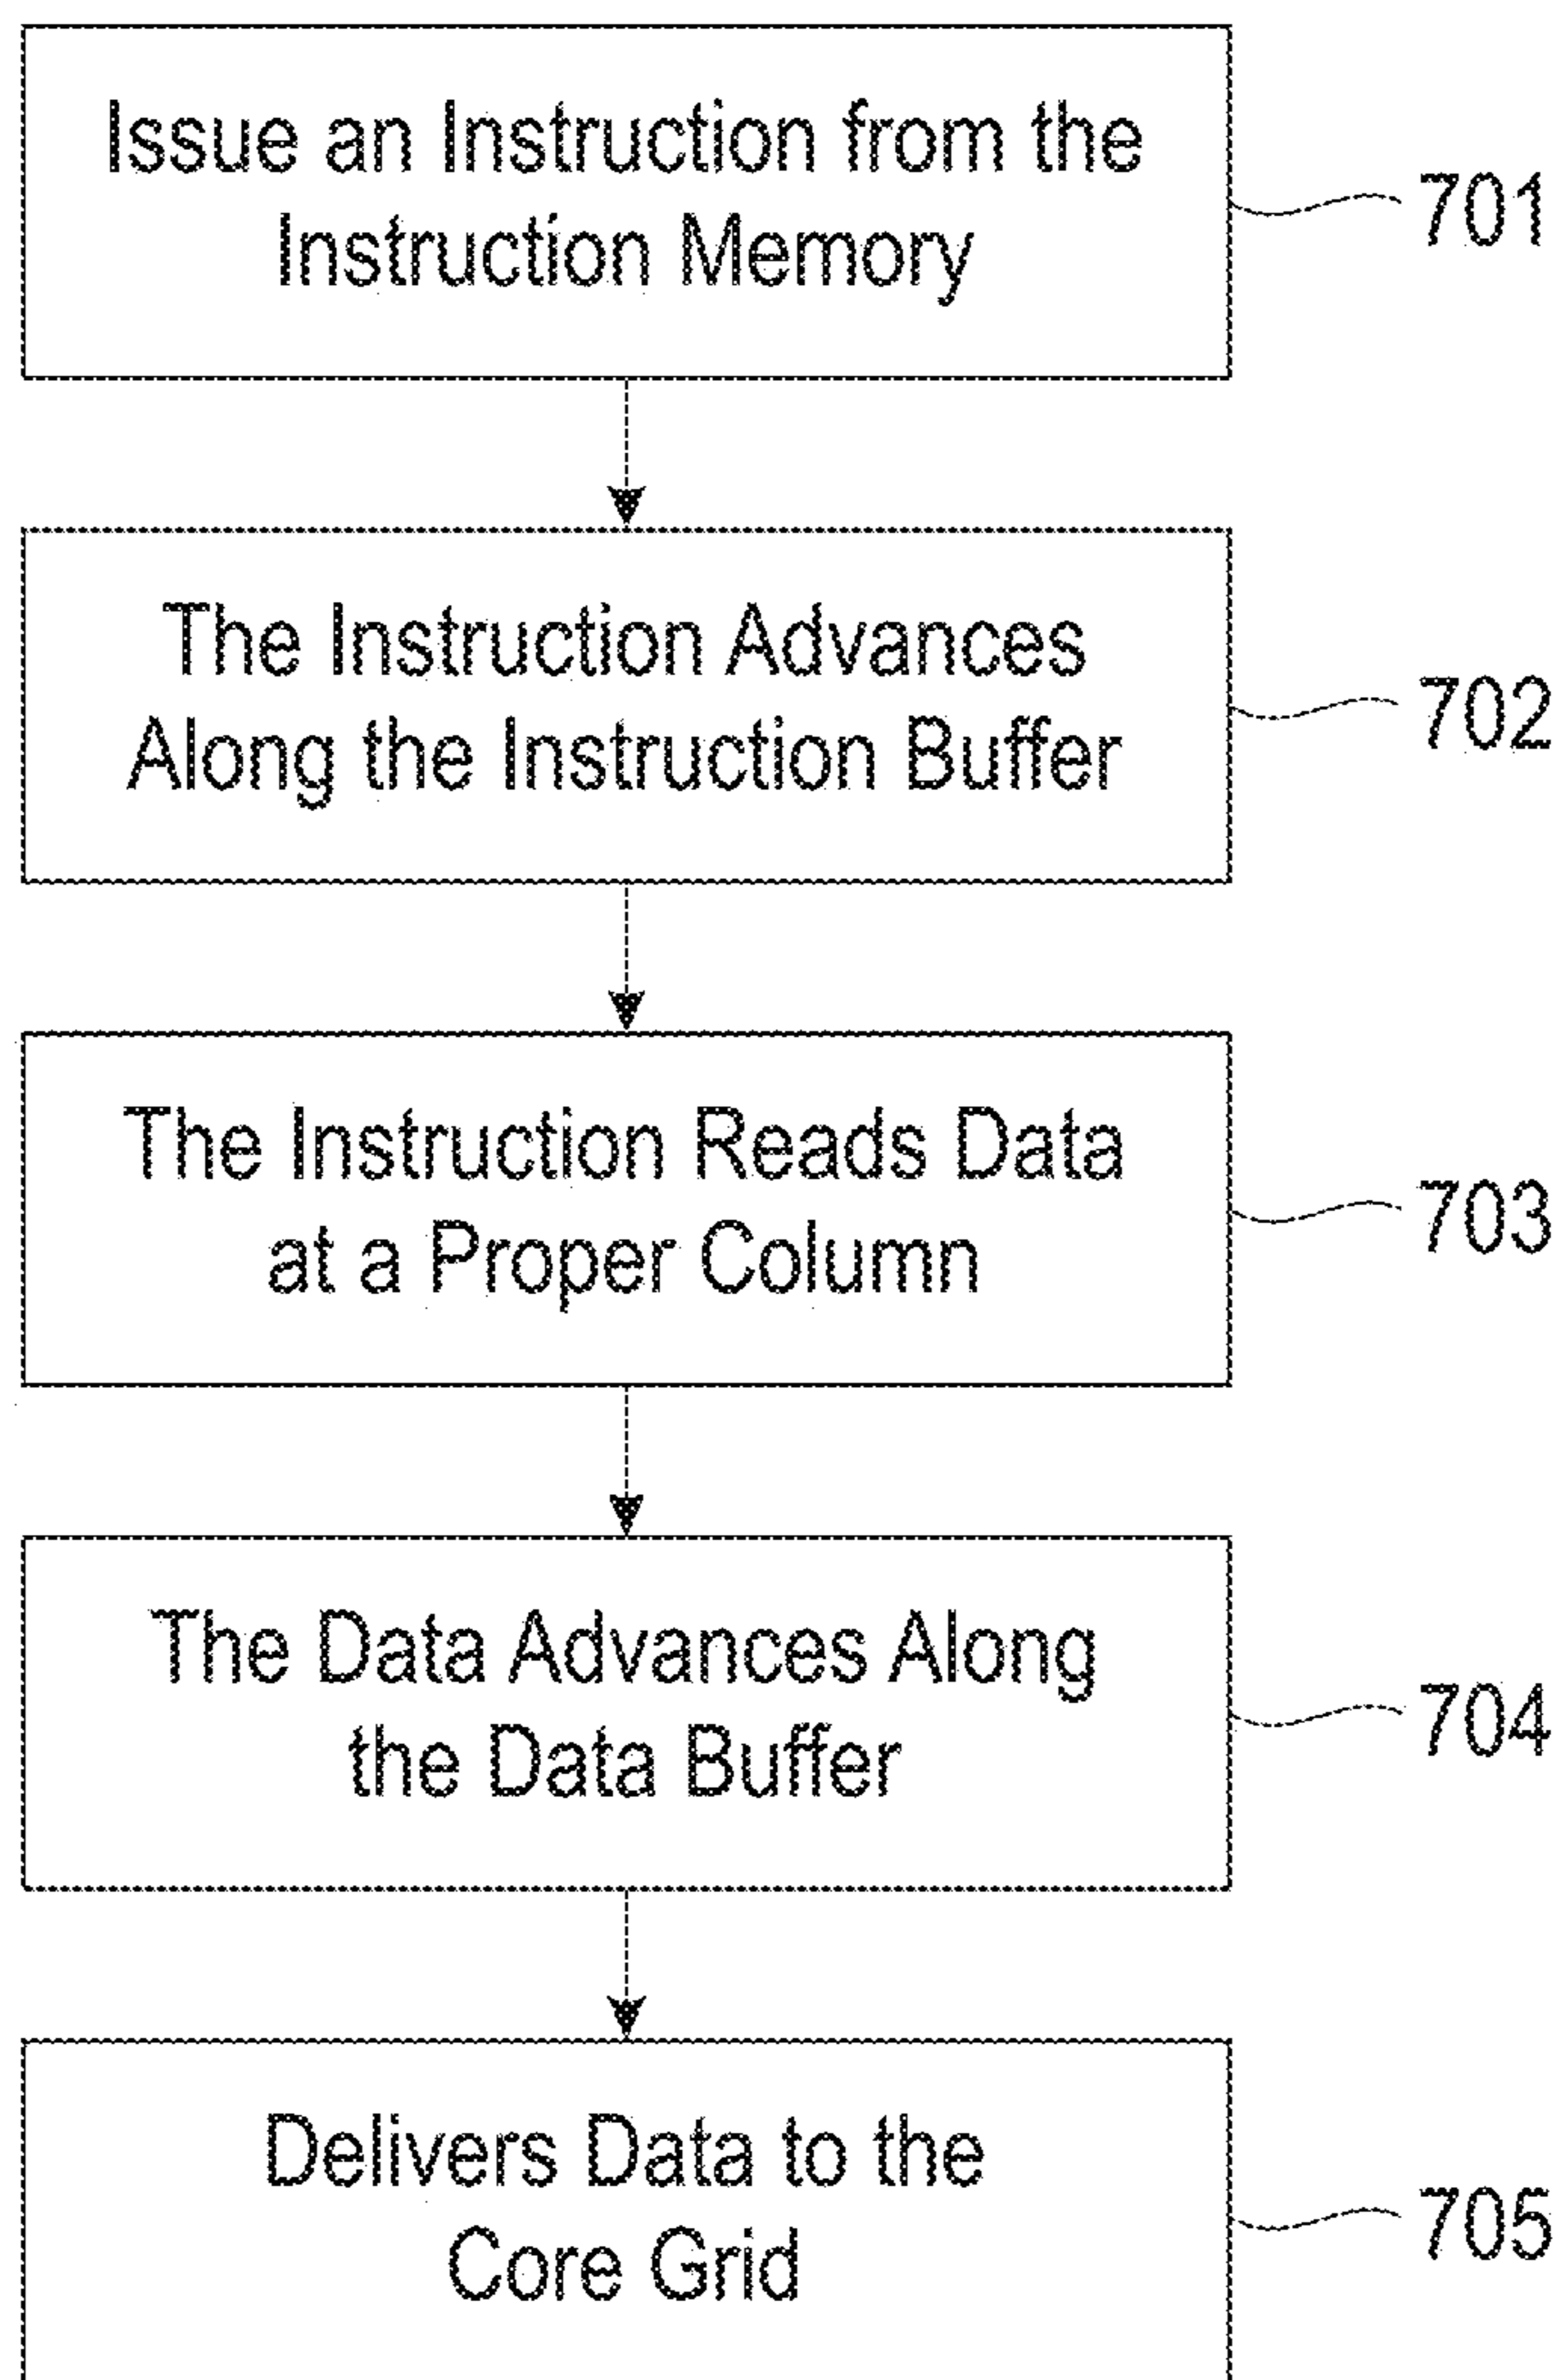 Issue an Instruction from the
Instruction Memory
701
The Instruction Advances
Along the Instruction Buffer
702
The Instruction Reads Data
at a Proper Column
703
The Data Advances Along
the Data Buffer
704
Delivers Data to the
Core Grid
705